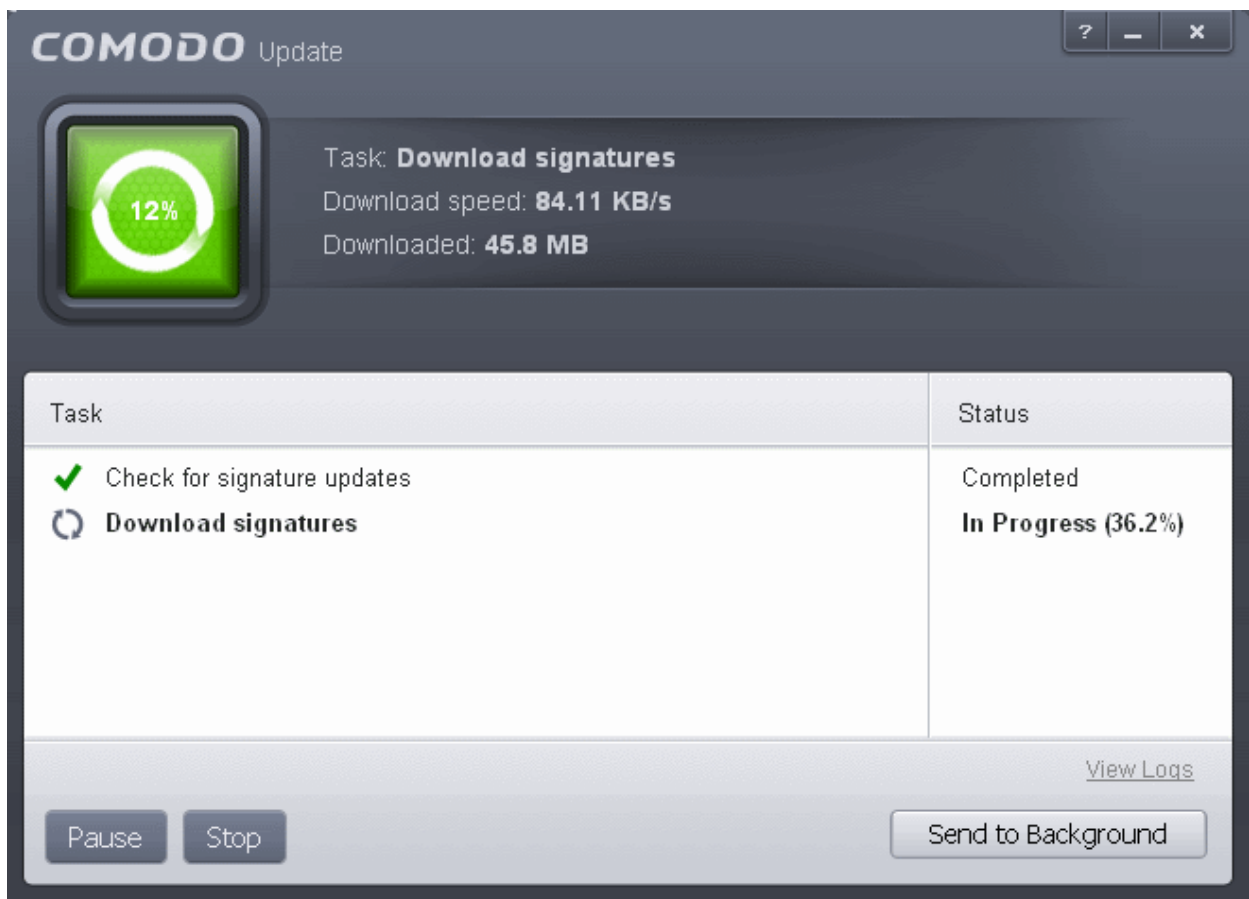 COMODO Update
?
12%
Task: Download signatures
Download speed: 84.11 KB/s
Downloaded: 45.8 MB
Task Status
Check for signature updates Completed
Download signatures In Progress (36.2%)
View Logs
Pause Stop Send to Background